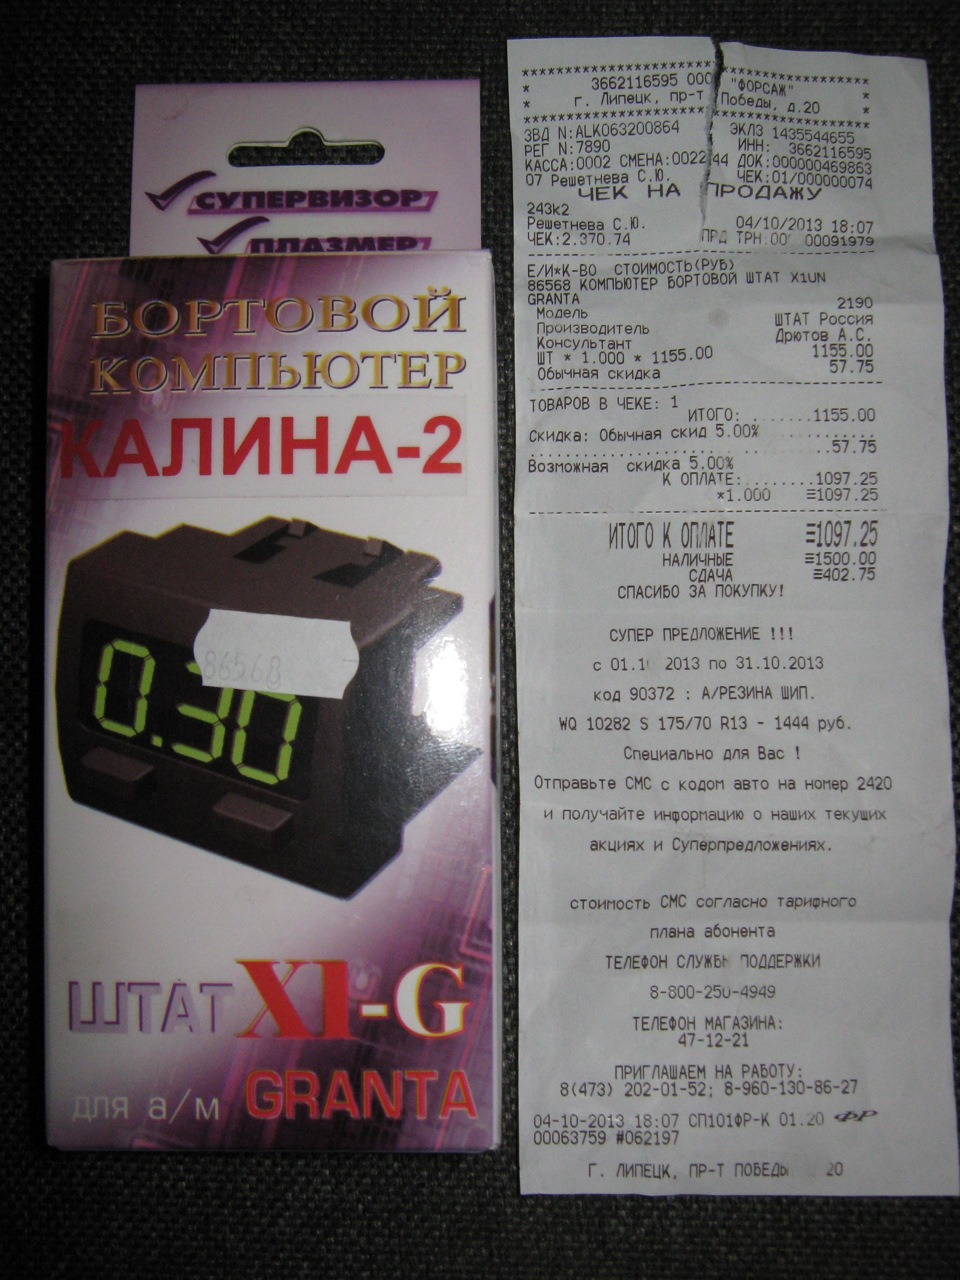 СУПЕРВИЗОР
ПЛАЗМЕР
БОРТОВОЙ
КОМПЬЮТЕР
КАЛИНА-2
86568
0.30
ШТАТ X1-G
для а/м GRANTA
************************************
* 3662116595 ООО "ФОРСАЖ" *
* г. Липецк, пр-т Победы, д.20 *
************************************
ЗВД N:ALK063200864 ЭКЛЗ 1435544655
РЕГ N:7890 ИНН: 3662116595
КАССА:0002 СМЕНА:002244 ДОК:000000469863
07 Решетнева С.Ю. ЧЕК:01/000000074
ЧЕК НА ПРОДАЖУ
243k2
Решетнева С.Ю. 04/10/2013 18:07
ЧЕК:2.370.74 ПРД ТРН:00 00091979
Е/И*К-ВО СТОИМОСТЬ(РУБ)
86568 КОМПЬЮТЕР БОРТОВОЙ ШТАТ X1UN
GRANTA
Модель 2190
Производитель ШТАТ Россия
Консультант Дрютов А.С.
ШТ * 1.000 * 1155.00 1155.00
Обычная скидка 57.75
ТОВАРОВ В ЧЕКЕ: 1
ИТОГО: .......1155.00
Скидка: Обычная скид 5.00% ...........
..............................57.75
Возможная скидка 5.00%
К ОПЛАТЕ:........1097.25
*1.000 ≡1097.25
ИТОГО К ОПЛАТЕ ≡1097.25
НАЛИЧНЫЕ ≡1500.00
СДАЧА ≡402.75
СПАСИБО ЗА ПОКУПКУ!
СУПЕР ПРЕДЛОЖЕНИЕ !!!
с 01.1 2013 по 31.10.2013
код 90372 : А/РЕЗИНА ШИП.
WQ 10282 S 175/70 R13 - 1444 руб.
Специально для Вас !
Отправьте СМС с кодом авто на номер 2420
и получайте информацию о наших текущих
акциях и Суперпредложениях.
стоимость СМС согласно тарифного
плана абонента
ТЕЛЕФОН СЛУЖБЫ ПОДДЕРЖКИ
8-800-250-4949
ТЕЛЕФОН МАГАЗИНА:
47-12-21
ПРИГЛАШАЕМ НА РАБОТУ:
8(473) 202-01-52; 8-960-130-86-27
04-10-2013 18:07 СП101ФР-К 01.20 ФР
00063759 #062197
Г. ЛИПЕЦК, ПР-Т ПОБЕДЫ 20